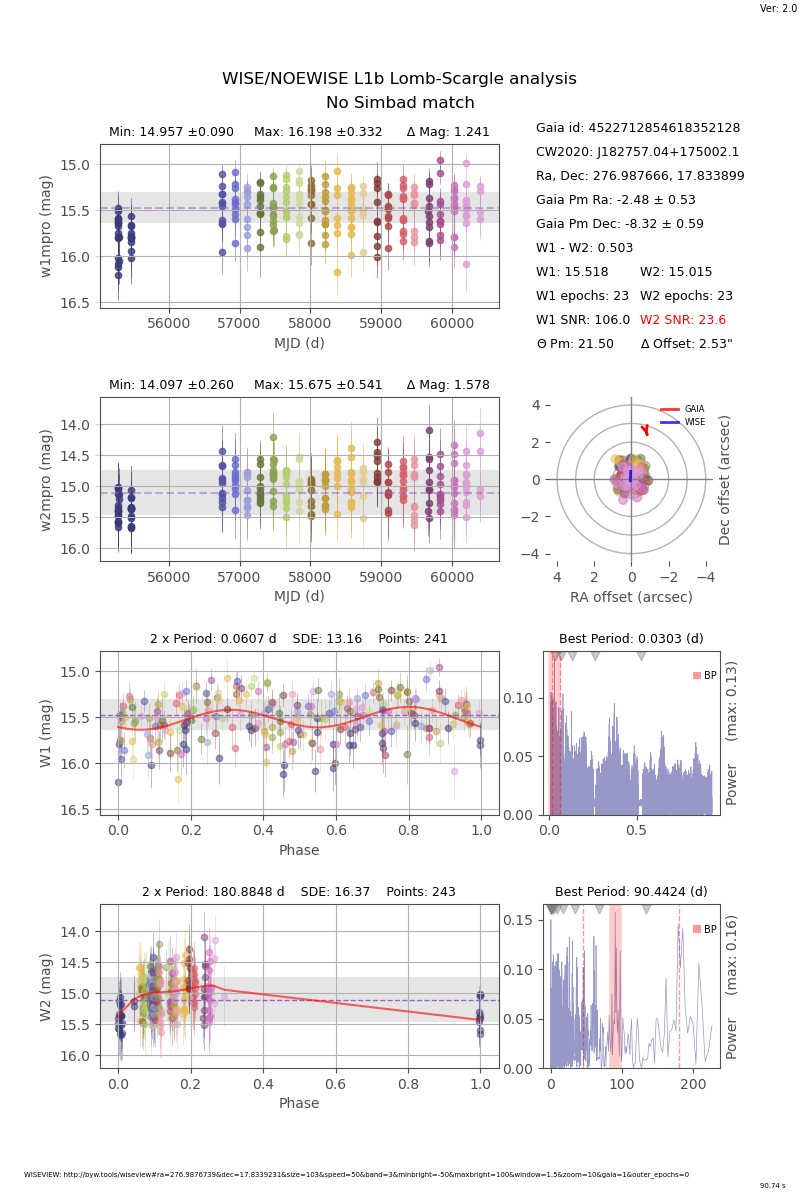 Ver: 2.0
WISE/NOEWISE L1b Lomb-Scargle analysis
No Simbad match
Min: 14.957 ±0.090 Max: 16.198 ±0.332 Δ Mag: 1.241
15.0
15.5
16.0
16.5
w1mpro (mag)
56000 57000 58000 59000 60000
MJD (d)
Gaia id: 4522712854618352128
CW2020: J182757.04+175002.1
Ra, Dec: 276.987666, 17.833899
Gaia Pm Ra: -2.48 ± 0.53
Gaia Pm Dec: -8.32 ± 0.59
W1 - W2: 0.503
W1: 15.518 W2: 15.015
W1 epochs: 23 W2 epochs: 23
W1 SNR: 106.0 W2 SNR: 23.6
Θ Pm: 21.50 Δ Offset: 2.53"
Min: 14.097 ±0.260 Max: 15.675 ±0.541 Δ Mag: 1.578
14.0
14.5
15.0
15.5
16.0
w2mpro (mag)
56000 57000 58000 59000 60000
MJD (d)
GAIA
WISE
4
2
0
−2
−4
Dec offset (arcsec)
4 2 0 −2 −4
RA offset (arcsec)
2 x Period: 0.0607 d SDE: 13.16 Points: 241
15.0
15.5
16.0
16.5
W1 (mag)
0.0 0.2 0.4 0.6 0.8 1.0
Phase
Best Period: 0.0303 (d)
BP
0.10
0.05
0.00
Power (max: 0.13)
0.0 0.5
2 x Period: 180.8848 d SDE: 16.37 Points: 243
14.0
14.5
15.0
15.5
16.0
W2 (mag)
0.0 0.2 0.4 0.6 0.8 1.0
Phase
Best Period: 90.4424 (d)
BP
0.15
0.10
0.05
0.00
Power (max: 0.16)
0 100 200
WISEVIEW: http://byw.tools/wiseview#ra=276.9876739&dec=17.8339231&size=103&speed=50&band=3&minbright=-50&maxbright=100&window=1.5&zoom=10&gaia=1&outer_epochs=0
90.74 s